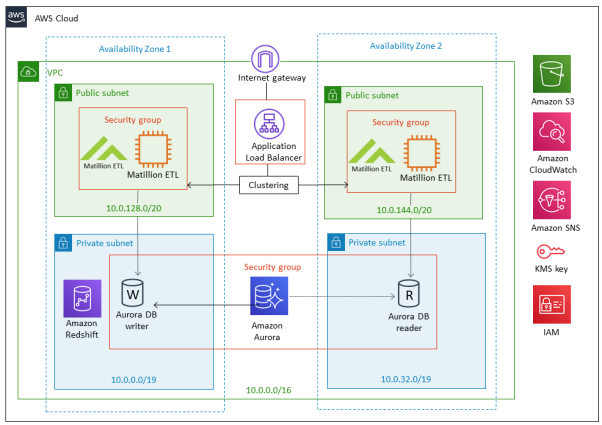 aws
AWS Cloud
Availability Zone 1
Availability Zone 2
Internet gateway
VPC
Public subnet
Public subnet
Security group
Security group
Application
Load Balancer
Matillion ETL
Matillion ETL
Matillion ETL
Matillion ETL
Clustering
10.0.128.0/20
10.0.144.0/20
Private subnet
Private subnet
Security group
W
R
Amazon
Redshift
Aurora DB
writer
Amazon
Aurora
Aurora DB
reader
10.0.0.0/19
10.0.32.0/19
10.0.0.0/16
Amazon S3
Amazon
CloudWatch
Amazon SNS
KMS key
IAM